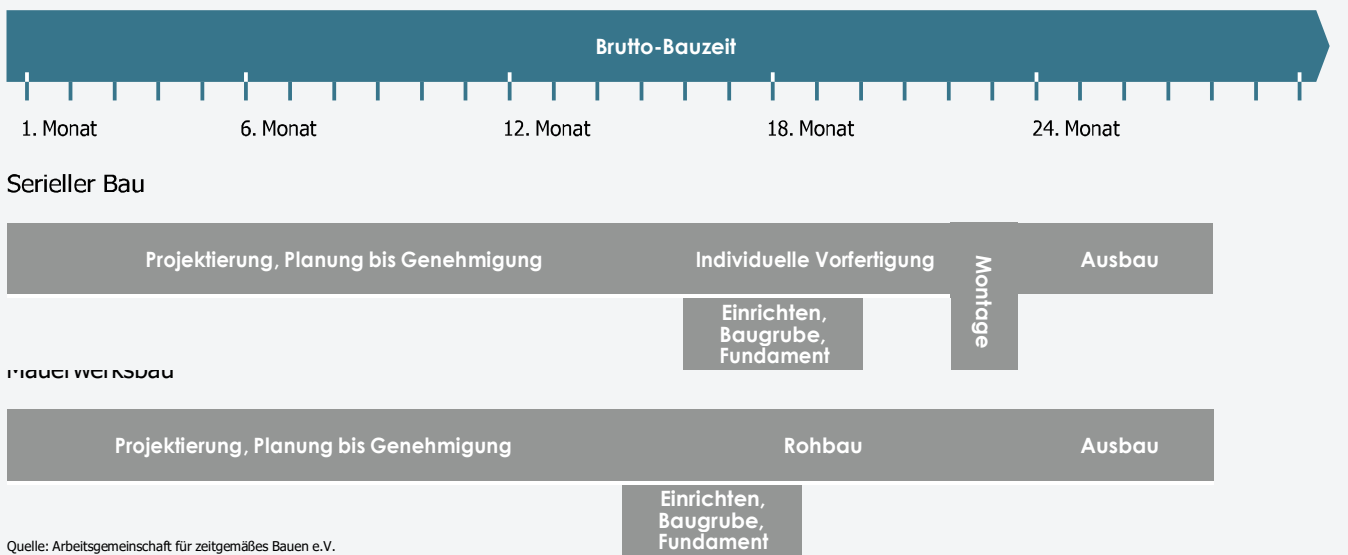 Brutto-Bauzeit
1. Monat 6. Monat 12. Monat 18. Monat 24. Monat
Serieller Bau
Projektierung, Planung bis Genehmigung Individuelle Vorfertigung Montage Ausbau
Einrichten,
Baugrube,
Fundament
Mauerwerksbau
Projektierung, Planung bis Genehmigung Rohbau Ausbau
Einrichten,
Baugrube,
Fundament
Quelle: Arbeitsgemeinschaft für zeitgemäßes Bauen e.V.